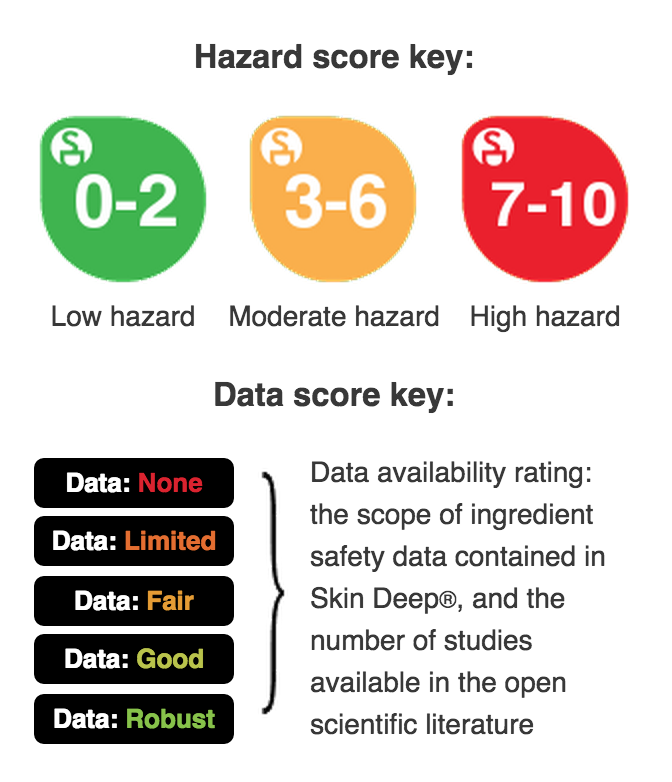 Hazard score key:
0-2
3-6
7-10
Low hazard
Moderate hazard
High hazard
Data score key:
Data: None
Data: Limited
Data: Fair
Data: Good
Data: Robust
Data availability rating:
the scope of ingredient
safety data contained in
Skin Deep®, and the
number of studies
available in the open
scientific literature